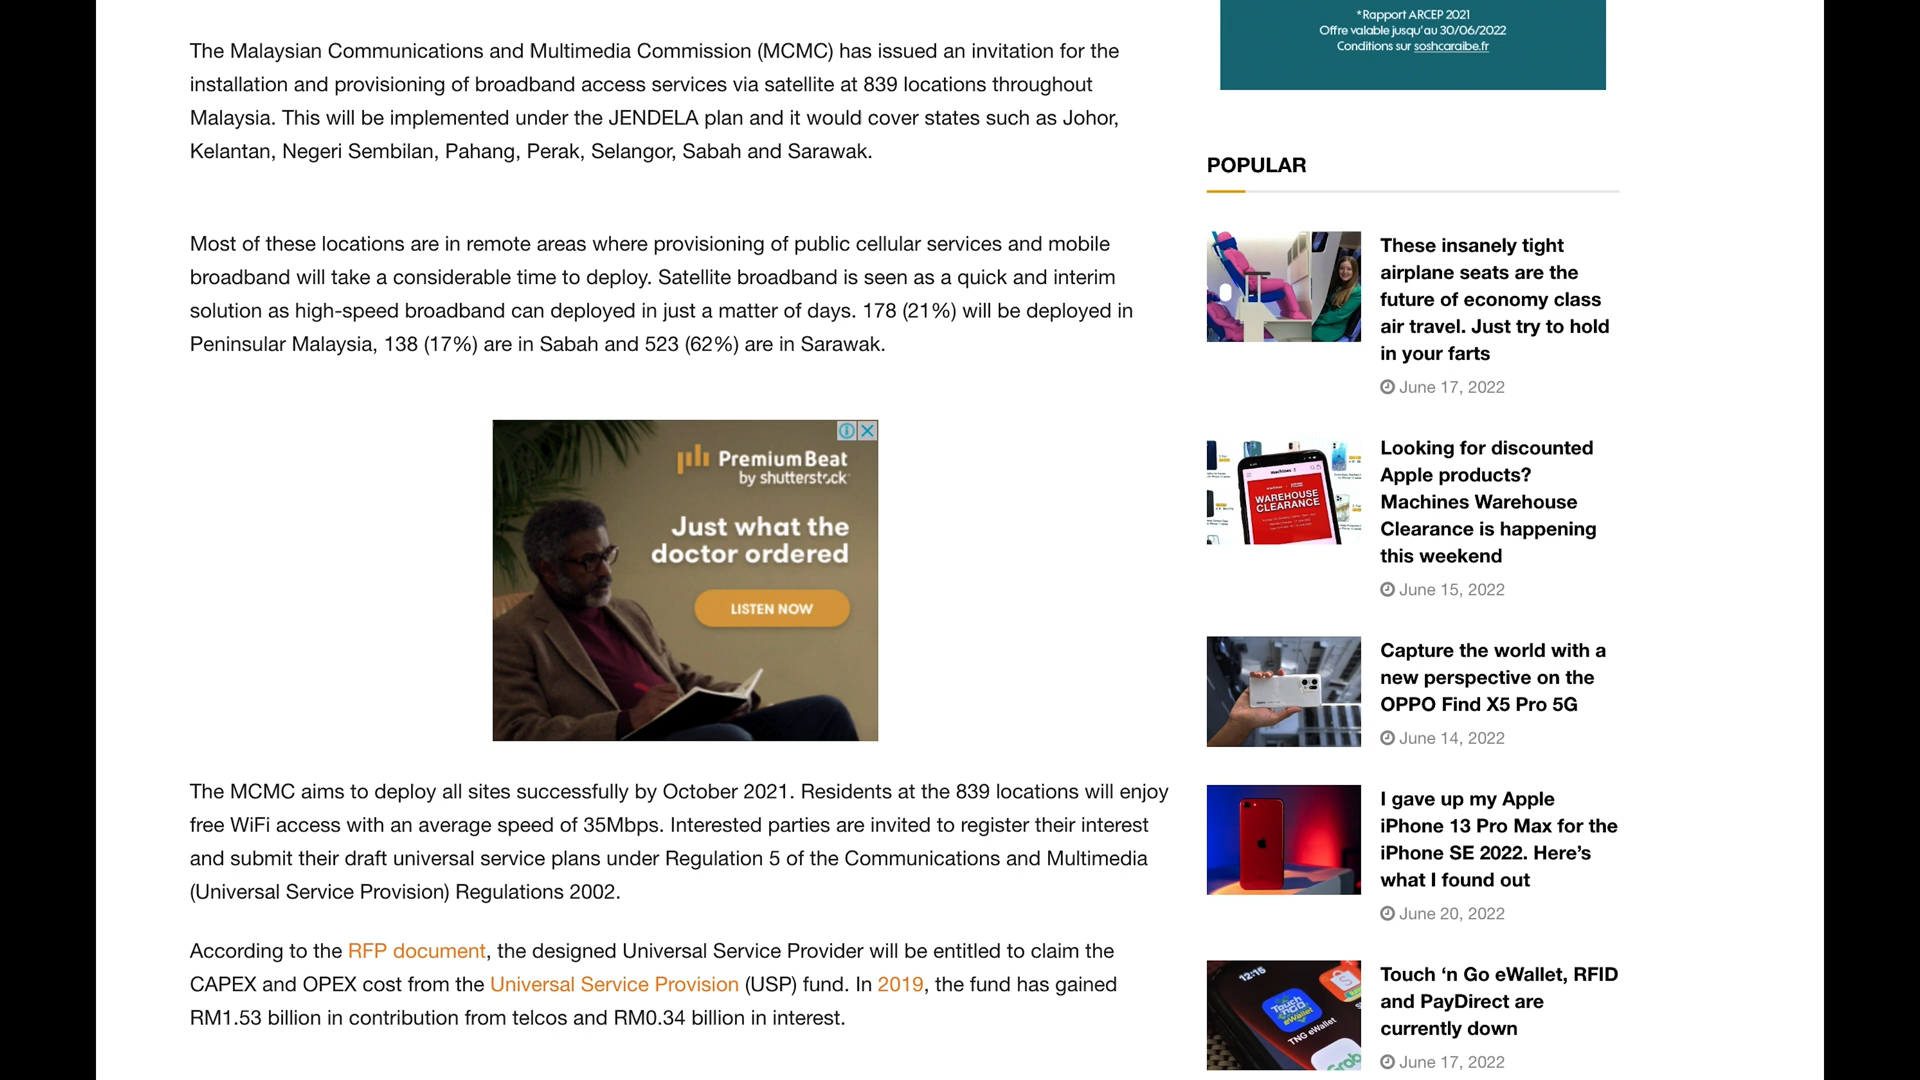 The Malaysian Communications and Multimedia Commission (MCMC) has issued an invitation for the
installation and provisioning of broadband access services via satellite at 839 locations throughout
Malaysia. This will be implemented under the JENDELA plan and it would cover states such as Johor,
Kelantan, Negeri Sembilan, Pahang, Perak, Selangor, Sabah and Sarawak.
Most of these locations are in remote areas where provisioning of public cellular services and mobile
broadband will take a considerable time to deploy. Satellite broadband is seen as a quick and interim
solution as high-speed broadband can deployed in just a matter of days. 178 (21%) will be deployed in
Peninsular Malaysia, 138 (17%) are in Sabah and 523 (62%) are in Sarawak.
PremiumBeat
by shutterstock
Just what the
doctor ordered
LISTEN NOW
The MCMC aims to deploy all sites successfully by October 2021. Residents at the 839 locations will enjoy
free WiFi access with an average speed of 35Mbps. Interested parties are invited to register their interest
and submit their draft universal service plans under Regulation 5 of the Communications and Multimedia
(Universal Service Provision) Regulations 2002.
According to the RFP document, the designed Universal Service Provider will be entitled to claim the
CAPEX and OPEX cost from the Universal Service Provision (USP) fund. In 2019, the fund has gained
RM1.53 billion in contribution from telcos and RM0.34 billion in interest.
*Rapport ARCEP 2021
Offre valable jusqu'au 30/06/2022
Conditions sur soshcaraibe.fr
POPULAR
These insanely tight
airplane seats are the
future of economy class
air travel. Just try to hold
in your farts
June 17, 2022
machines
WAREHOUSE
CLEARANCE
Looking for discounted
Apple products?
Machines Warehouse
Clearance is happening
this weekend
June 15, 2022
Capture the world with a
new perspective on the
OPPO Find X5 Pro 5G
June 14, 2022
I gave up my Apple
iPhone 13 Pro Max for the
iPhone SE 2022. Here's
what I found out
June 20, 2022
12:15
Touch
'nGO
eWallet
TNG eWallet
Grab
Touch 'n Go eWallet, RFID
and PayDirect are
currently down
June 17, 2022